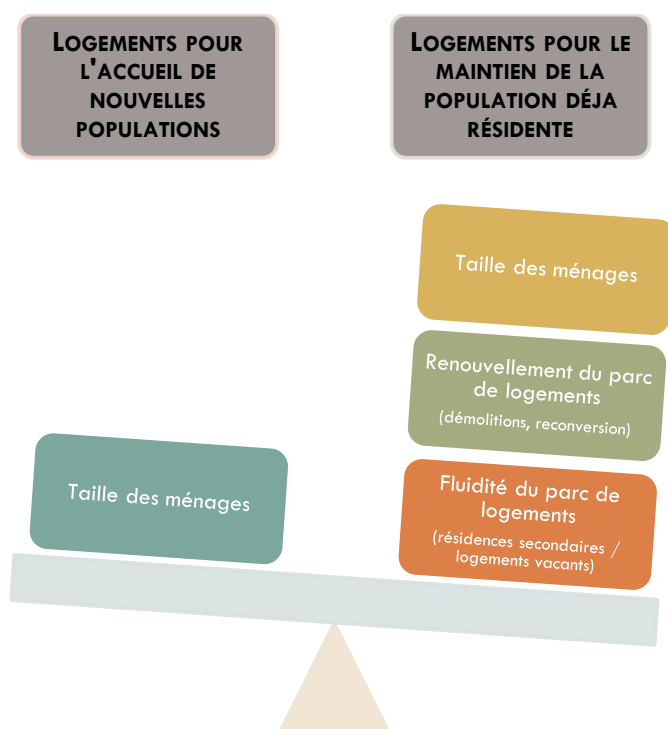 LOGEMENTS POUR
L'ACCUEIL DE
NOUVELLES
POPULATIONS
LOGEMENTS POUR LE
MAINTIEN DE LA
POPULATION DÉJA
RÉSIDENTE
Taille des ménages
Renouvellement du parc
de logements
(démolitions, reconversion)
Taille des ménages
Fluidité du parc de
logements
(résidences secondaires /
logements vacants)